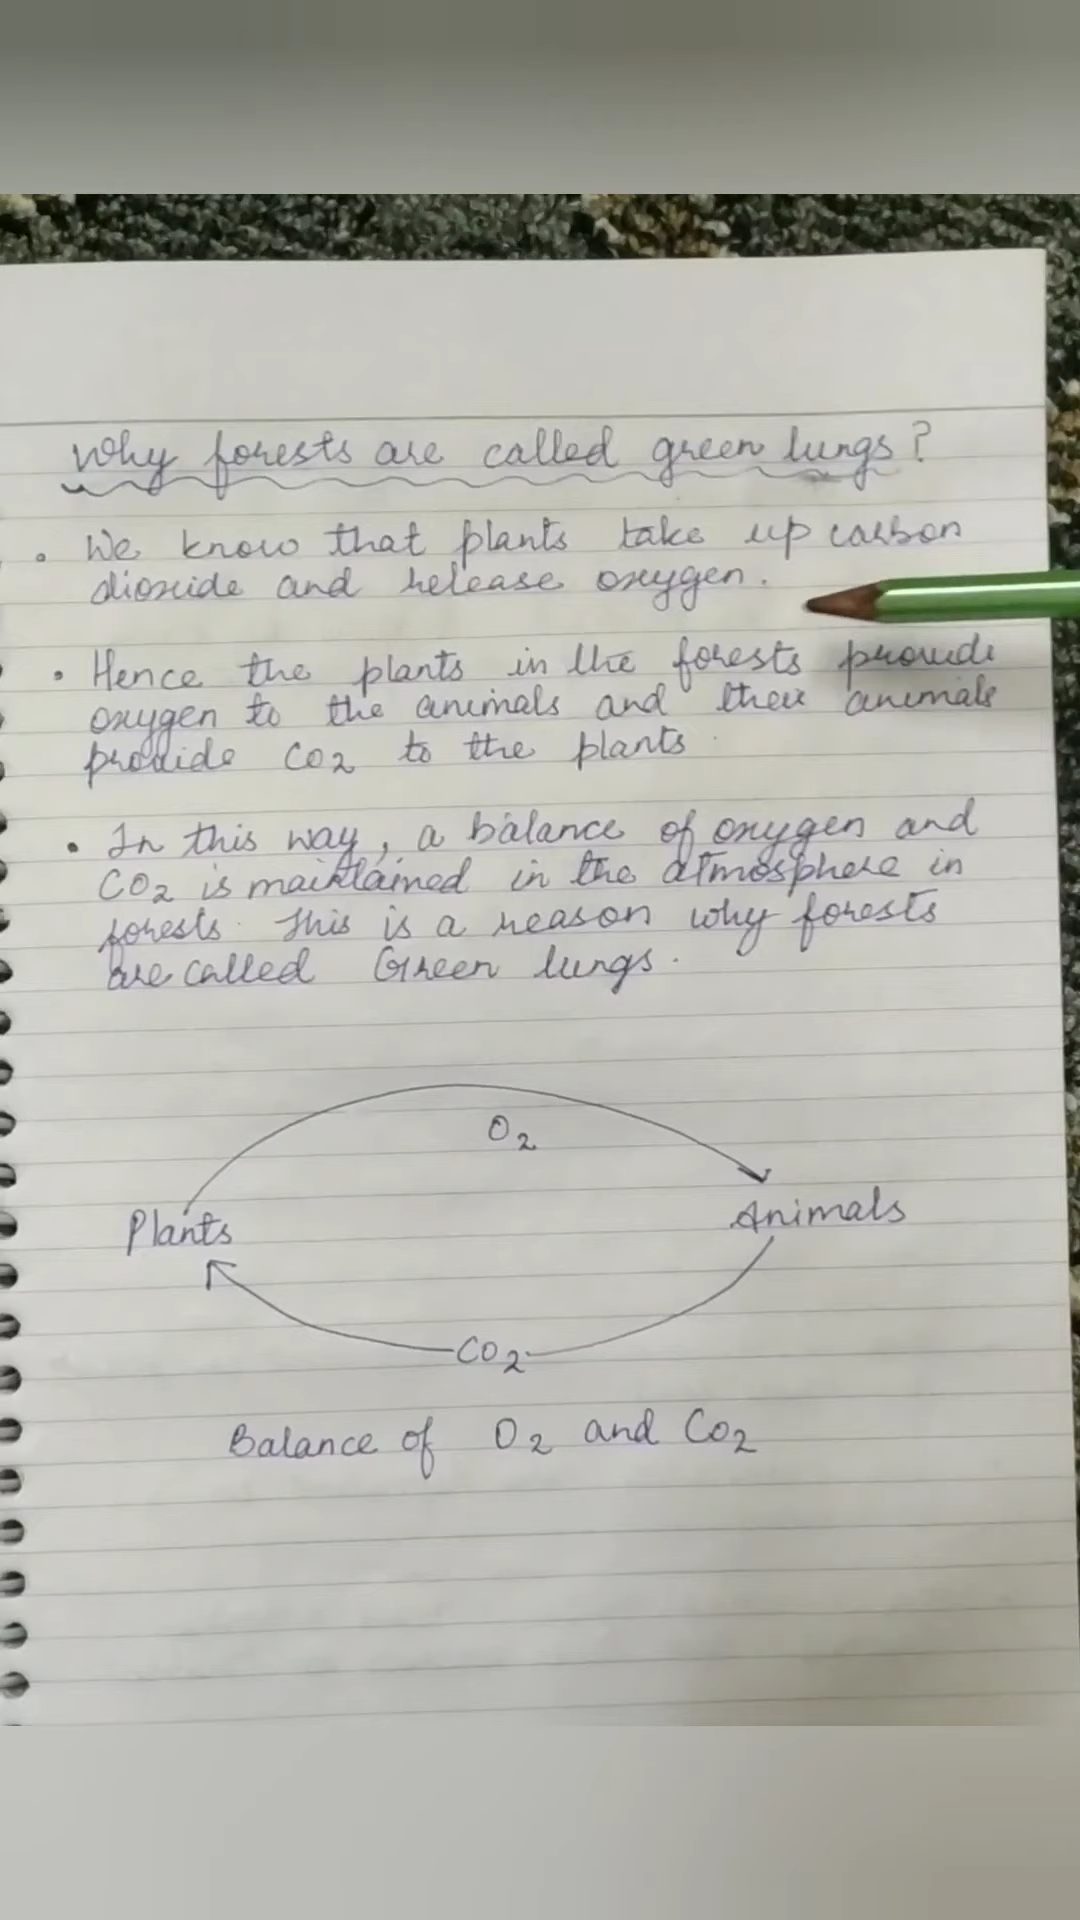 Why forests are called green lungs?
• We know that plants take up carbon
dioxide and release oxygen.
• Hence the plants in the forests provide
oxygen to the animals and their animals
provide CO2 to the plants
• In this way, a balance of oxygen and
CO2 is maintained in the atmosphere in
forests. This is a reason why forests
are called Green lungs.
O2
Plants
Animals
CO2
Balance of O2 and CO2